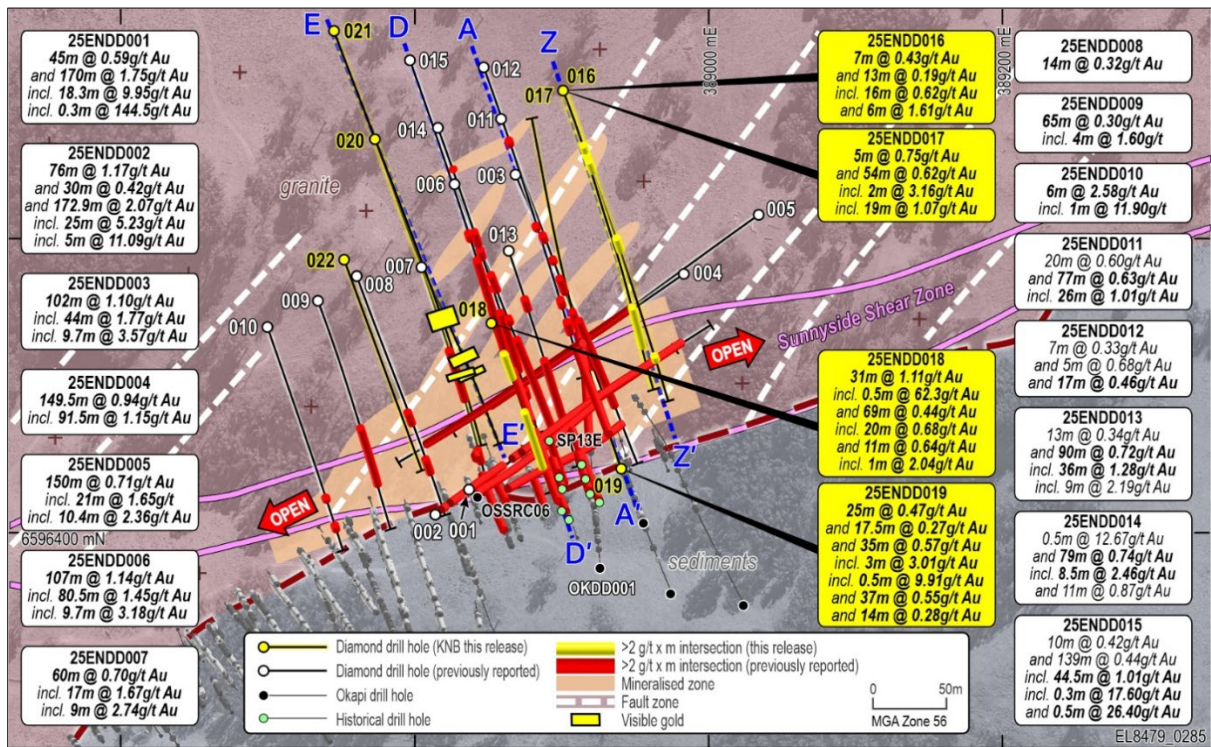 25ENDD001
45m @ 0.59g/t Au
and 170m @ 1.75g/t Au
incl. 18.3m @ 9.95g/t Au
incl. 0.3m @ 144.5g/t Au
25ENDD002
76m @ 1.17g/t Au
and 30m @ 0.42g/t Au
and 172.9m @ 2.07g/t Au
incl. 25m @ 5.23g/t Au
incl. 5m @ 11.09g/t Au
25ENDD003
102m @ 1.10g/t Au
incl. 44m @ 1.77g/t Au
incl. 9.7m @ 3.57g/t Au
25ENDD004
149.5m @ 0.94g/t Au
incl. 91.5m @ 1.15g/t Au
25ENDD005
150m @ 0.71g/t Au
incl. 21m @ 1.65g/t
incl. 10.4m @ 2.36g/t Au
25ENDD006
107m @ 1.14g/t Au
incl. 80.5m @ 1.45g/t Au
incl. 9.7m @ 3.18g/t Au
25ENDD007
60m @ 0.70g/t Au
incl. 17m @ 1.67g/t Au
incl. 9m @ 2.74g/t Au
E
D
A
Z
021
015
012
016
017
020
014
011
006
003
granite
005
013
022
007
008
004
009
018
010
Sunnyside Shear Zone
OPEN
OPEN
SP13E
E'
Z'
019
002
001
OSSRC06
A'
D'
6596400 mN
sediments
OKDD001
389000 mE
389200 mE
25ENDD016
7m @ 0.43g/t Au
and 13m @ 0.19g/t Au
incl. 16m @ 0.62g/t Au
and 6m @ 1.61g/t Au
25ENDD017
5m @ 0.75g/t Au
and 54m @ 0.62g/t Au
incl. 2m @ 3.16g/t Au
incl. 19m @ 1.07g/t Au
25ENDD018
31m @ 1.11g/t Au
incl. 0.5m @ 62.3g/t Au
and 69m @ 0.44g/t Au
incl. 20m @ 0.68g/t Au
and 11m @ 0.64g/t Au
incl. 1m @ 2.04g/t Au
25ENDD019
25m @ 0.47g/t Au
and 17.5m @ 0.27g/t Au
and 35m @ 0.57g/t Au
incl. 3m @ 3.01g/t Au
incl. 0.5m @ 9.91g/t Au
and 37m @ 0.55g/t Au
and 14m @ 0.28g/t Au
25ENDD008
14m @ 0.32g/t Au
25ENDD009
65m @ 0.30g/t Au
incl. 4m @ 1.60g/t Au
25ENDD010
6m @ 2.58g/t Au
incl. 1m @ 11.90g/t
25ENDD011
20m @ 0.60g/t Au
and 77m @ 0.63g/t Au
incl. 26m @ 1.01g/t Au
25ENDD012
7m @ 0.33g/t Au
and 5m @ 0.68g/t Au
and 17m @ 0.46g/t Au
25ENDD013
13m @ 0.34g/t Au
and 90m @ 0.72g/t Au
incl. 36m @ 1.28g/t Au
incl. 9m @ 2.19g/t Au
25ENDD014
0.5m @ 12.67g/t Au
and 79m @ 0.74g/t Au
incl. 8.5m @ 2.46g/t Au
and 11m @ 0.87g/t Au
25ENDD015
10m @ 0.42g/t Au
and 139m @ 0.44g/t Au
incl. 44.5m @ 1.01g/t Au
incl. 0.3m @ 17.60g/t Au
and 0.5m @ 26.40g/t Au
Diamond drill hole (KNB this release)
Diamond drill hole (previously reported)
Okapi drill hole
Historical drill hole
>2 g/t x m intersection (this release)
>2 g/t x m intersection (previously reported)
Mineralised zone
Fault zone
Visible gold
0 50m
MGA Zone 56
EL8479_0285